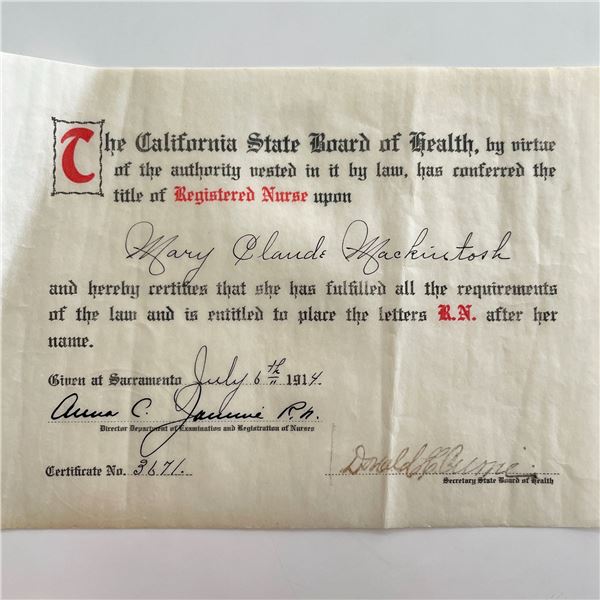 The California State Board of Health, by virtue
of the authority vested in it by law, has conferred the
title of Registered Nurse upon
Mary Claude Mackintosh
and hereby certifies that she has fulfilled all the requirements
of the law and is entitled to place the letters R.N. after her
name.
Given at Sacramento July 6th 1914.
Anna C. Jammé R.N.
Director Department of Examination and Registration of Nurses
Certificate No. 3671.
Donald
Secretary State Board of Health